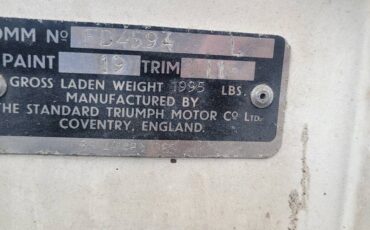 OMM Nº FD4594 L
PAINT 19 TRIM 11
GROSS LADEN WEIGHT 1995 LBS.
MANUFACTURED BY
THE STANDARD TRIUMPH MOTOR Cº LTD.
COVENTRY, ENGLAND.